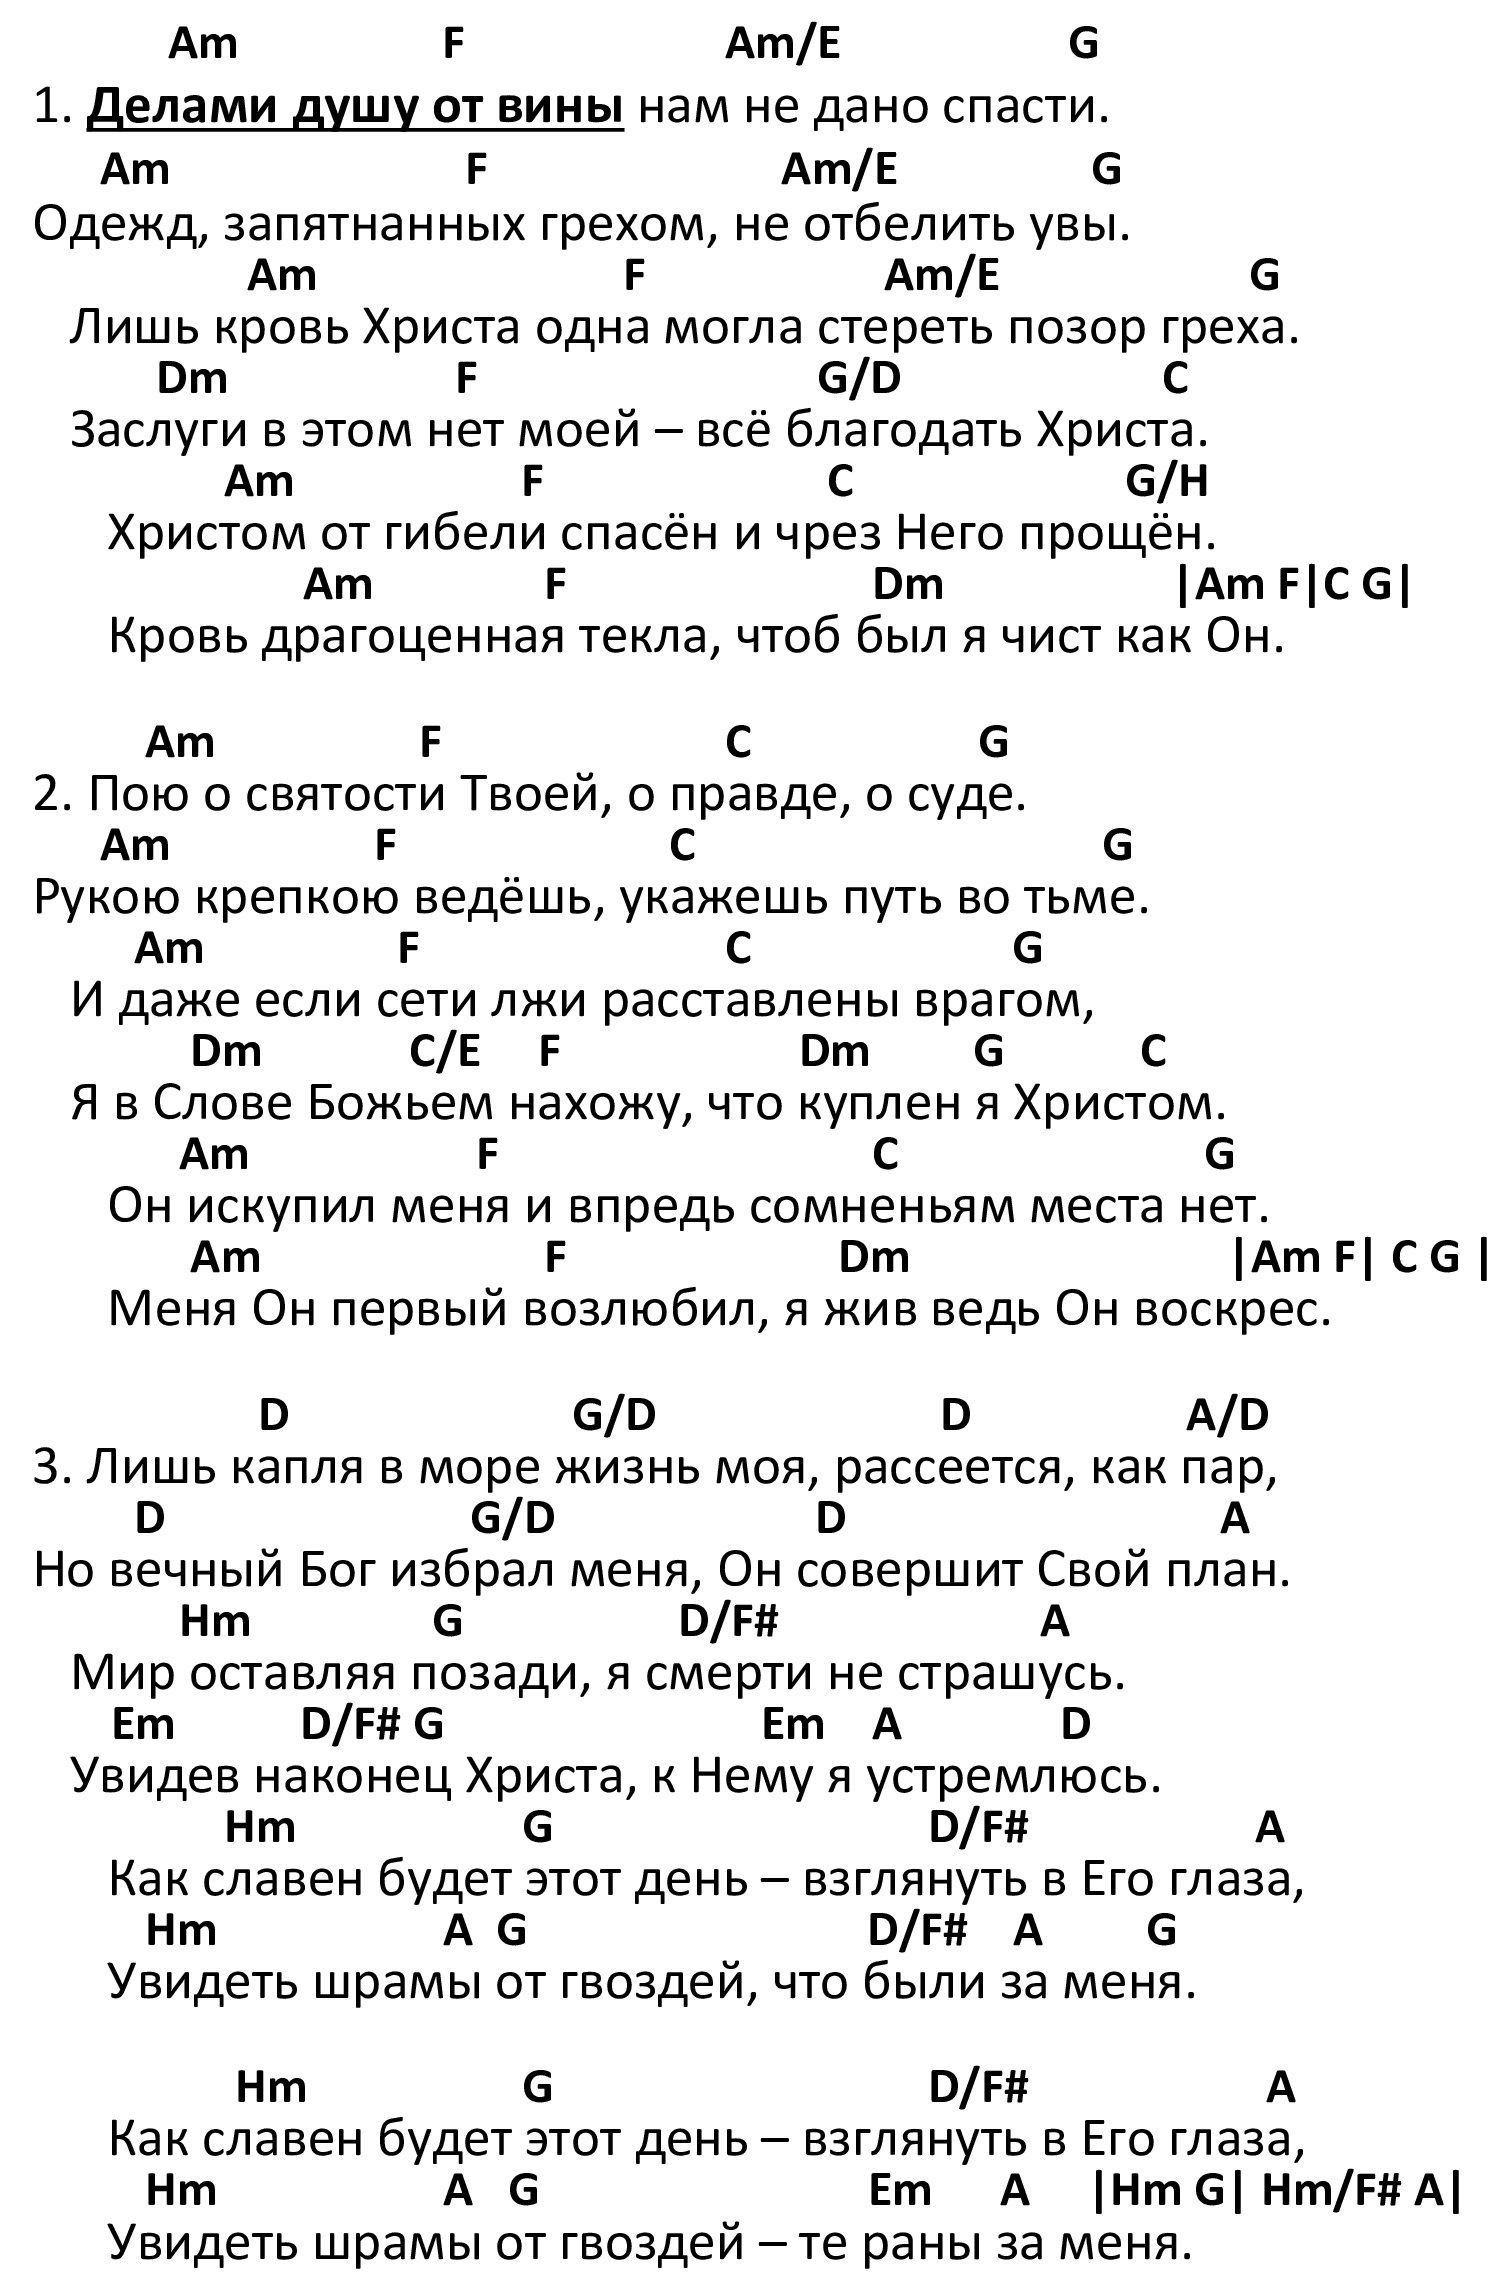 Am F Am/E G
1. Делами душу от вины нам не дано спасти.
Am F Am/E G
Одежд, запятнанных грехом, не отбелить увы.
Am F Am/E G
Лишь кровь Христа одна могла стереть позор греха.
Dm F G/D C
Заслуги в этом нет моей – всё благодать Христа.
Am F C G/H
Христом от гибели спасён и чрез Него прощён.
Am F Dm |Am F|C G|
Кровь драгоценная текла, чтоб был я чист как Он.
Am F C G
2. Пою о святости Твоей, о правде, о суде.
Am F C G
Рукою крепкою ведёшь, укажешь путь во тьме.
Am F C G
И даже если сети лжи расставлены врагом,
Dm C/E F Dm G C
Я в Слове Божьем нахожу, что куплен я Христом.
Am F C G
Он искупил меня и впредь сомненьям места нет.
Am F Dm |Am F| C G |
Меня Он первый возлюбил, я жив ведь Он воскрес.
D G/D D A/D
3. Лишь капля в море жизнь моя, рассеется, как пар,
D G/D D A
Но вечный Бог избрал меня, Он совершит Свой план.
Hm G D/F# A
Мир оставляя позади, я смерти не страшусь.
Em D/F# G Em A D
Увидев наконец Христа, к Нему я устремлюсь.
Hm G D/F# A
Как славен будет этот день – взглянуть в Его глаза,
Hm A G D/F# A G
Увидеть шрамы от гвоздей, что были за меня.
Hm G D/F# A
Как славен будет этот день – взглянуть в Его глаза,
Hm A G Em A |Hm G| Hm/F# A|
Увидеть шрамы от гвоздей – те раны за меня.